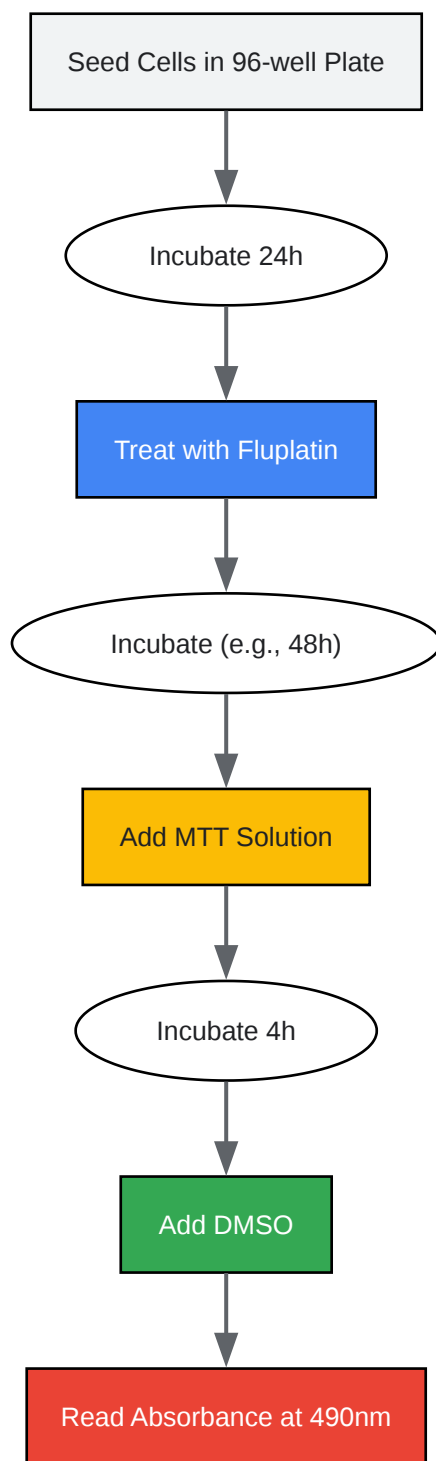 Seed Cells in 96-well Plate
Incubate 24h
Treat with Fluplatin
Incubate (e.g., 48h)
Add MTT Solution
Incubate 4h
Add DMSO
Read Absorbance at 490nm